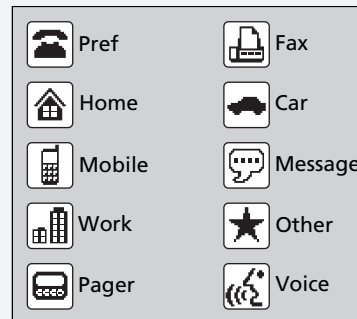 Pref
Fax
Home
Car
Mobile
Message
Work
Other
Pager
Voice